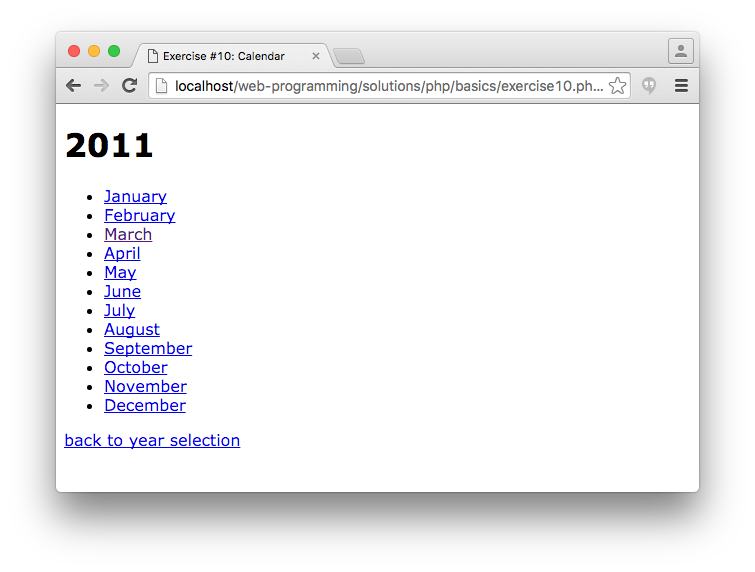 Exercise #10: Calendar
localhost/web-programming/solutions/php/basics/exercise10.ph...
2011
January
February
March
April
May
June
July
August
September
October
November
December
back to year selection